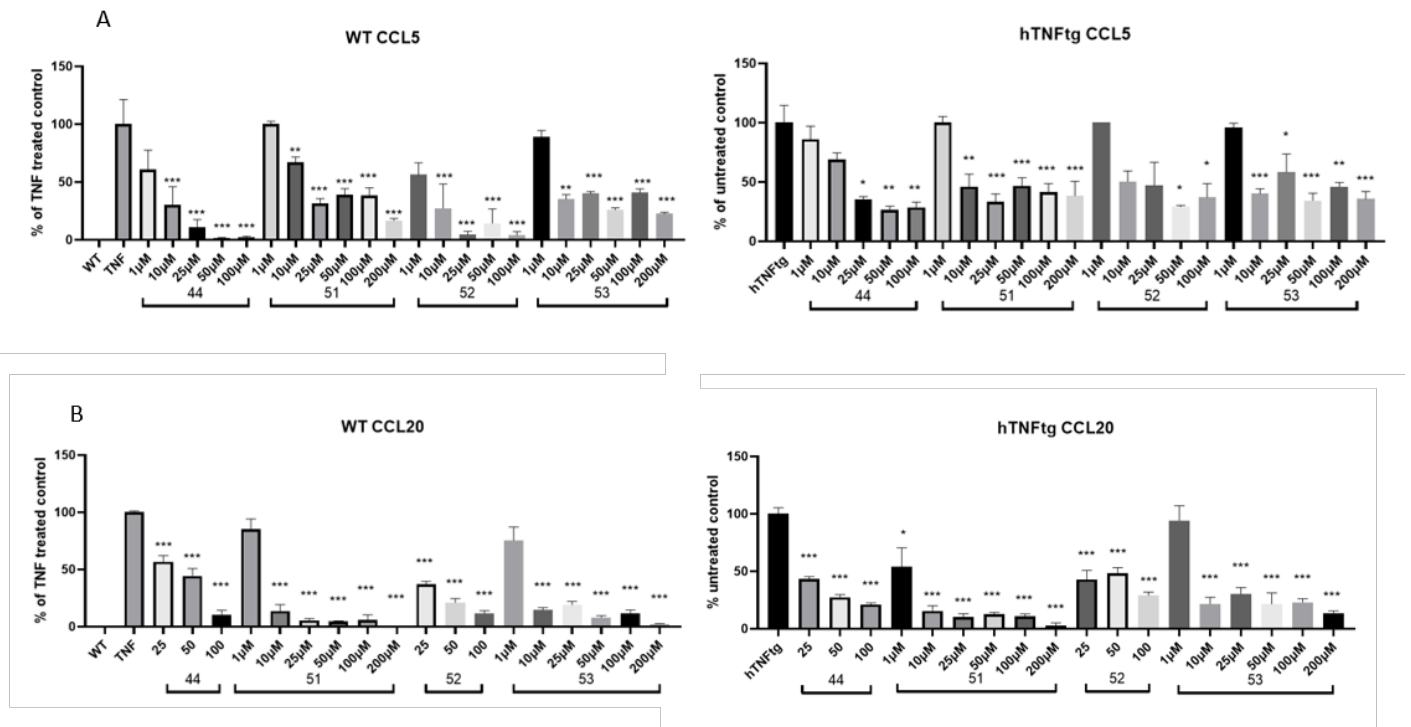 A
WT CCL5
% of TNF treated control
150
100
50
0
** *** *** *** *** ***
*** *** *** *** *** *** *** *** ** *** *** *** ***
WT TNF 1µM 10µM 25µM 50µM 100µM 1µM 10µM 25µM 50µM 100µM 200µM 1µM 10µM 25µM 50µM 100µM 1µM 10µM 25µM 50µM 100µM 200µM
44 51 52 53
hTNFtg CCL5
% of untreated control
150
100
50
0
* ** ** ** *** *** *** *** * * *** * *** ** ***
hTNFtg 1µM 10µM 25µM 50µM 100µM 1µM 10µM 25µM 50µM 100µM 200µM 1µM 10µM 25µM 50µM 100µM 1µM 10µM 25µM 50µM 100µM 200µM
44 51 52 53
B
WT CCL20
% of TNF treated control
150
100
50
0
*** *** *** *** *** *** *** *** *** *** *** *** *** *** *** ***
WT TNF 25 50 100 1µM 10µM 25µM 50µM 100µM 200µM 25 50 100 1µM 10µM 25µM 50µM 100µM 200µM
44 51 52 53
hTNFtg CCL20
% untreated control
150
100
50
0
*** *** *** * *** *** *** *** *** *** *** *** *** *** *** *** ***
hTNFtg 25 50 100 1µM 10µM 25µM 50µM 100µM 200µM 25 50 100 1µM 10µM 25µM 50µM 100µM 200µM
44 51 52 53